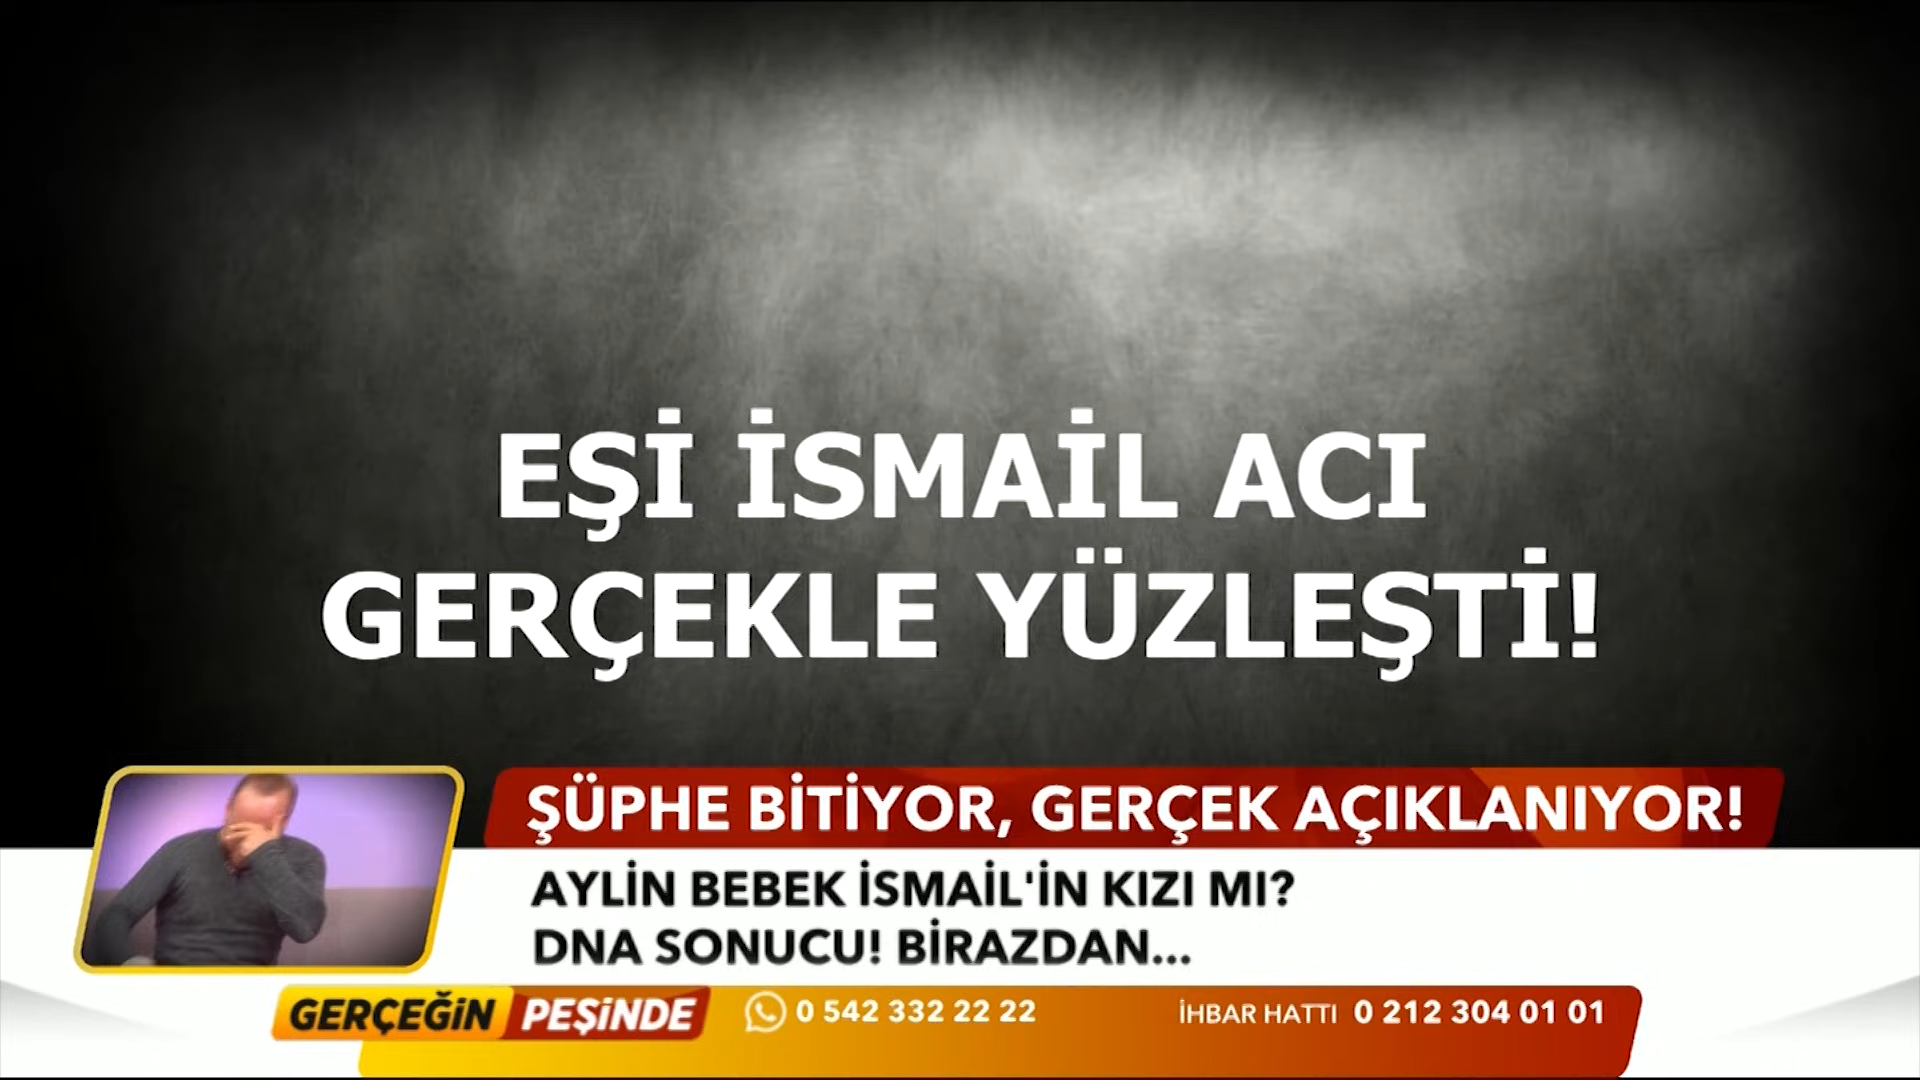 EŞİ İSMAİL ACI
GERÇEKLE YÜZLEŞTİ!
ŞÜPHE BİTİYOR, GERÇEK AÇIKLANIYOR!
AYLİN BEBEK İSMAİL'İN KIZI MI?
DNA SONUCU! BİRAZDAN...
GERÇEĞİN PEŞİNDE 0 542 332 22 22 İHBAR HATTI 0 212 304 01 01